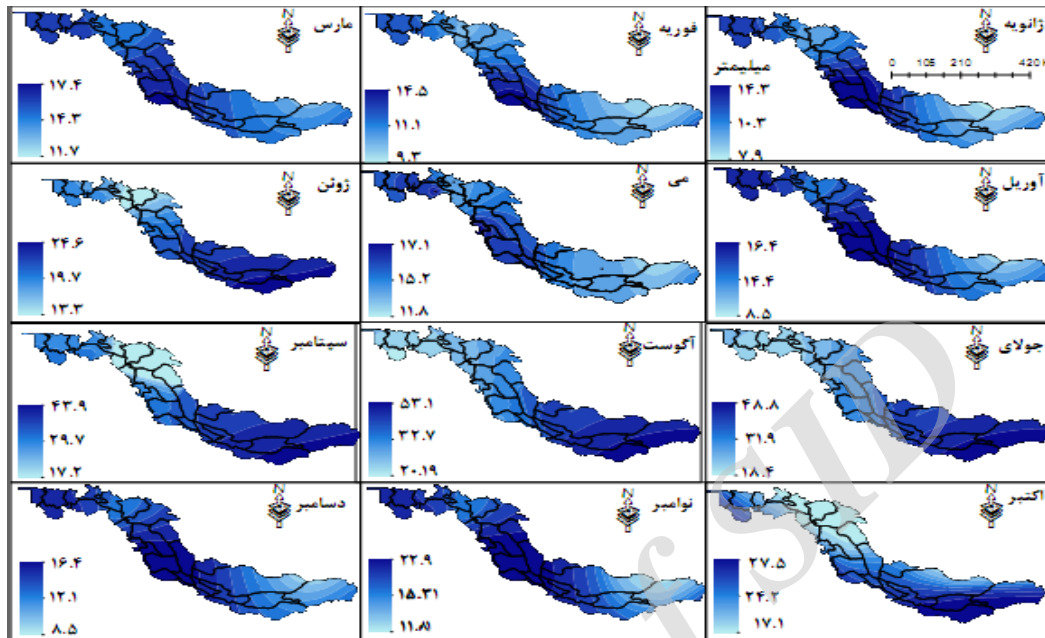 ژانویه
N
میلیمتر
۱۴.۳
۱۰.۳
۷.۹
0 105 210 420
فوریه
N
۱۴.۵
۱۱.۱
۹.۳
مارس
N
۱۷.۴
۱۴.۳
۱۱.۷
آوریل
N
۱۶.۴
۱۴.۴
۸.۵
می
N
۱۷.۱
۱۵.۲
۱۱.۸
ژوئن
N
۲۴.۶
۱۹.۷
۱۳.۳
جولای
N
۴۸.۸
۳۱.۹
۱۸.۴
آگوست
N
۵۳.۱
۳۲.۷
۲۰.۱۹
سپتامبر
N
۴۳.۹
۲۹.۷
۱۷.۲
اکتبر
N
۲۷.۵
۲۴.۲
۱۷.۱
نوامبر
N
۲۲.۹
۱۵.۳۱
۱۱.۸۵
دسامبر
N
۱۶.۴
۱۲.۱
۸.۵
f SID